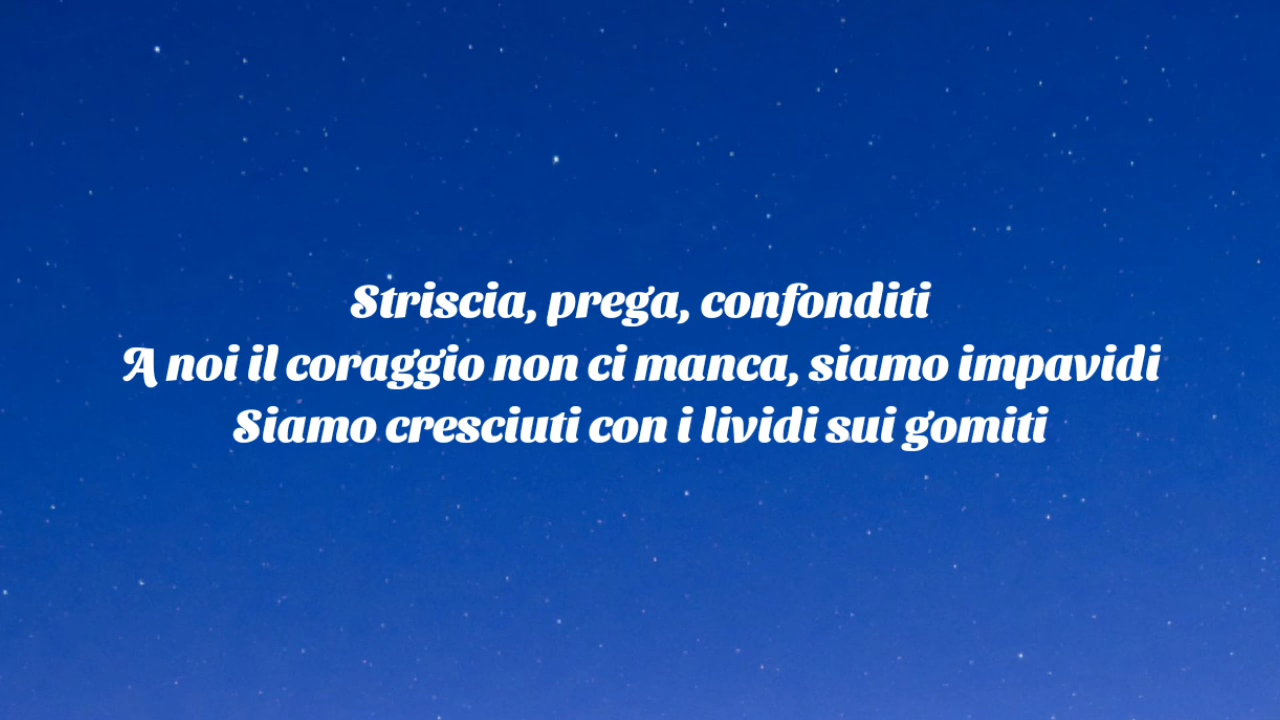 Striscia, prega, confonditi
A noi il coraggio non ci manca, siamo impavidi
Siamo cresciuti con i lividi sui gomiti